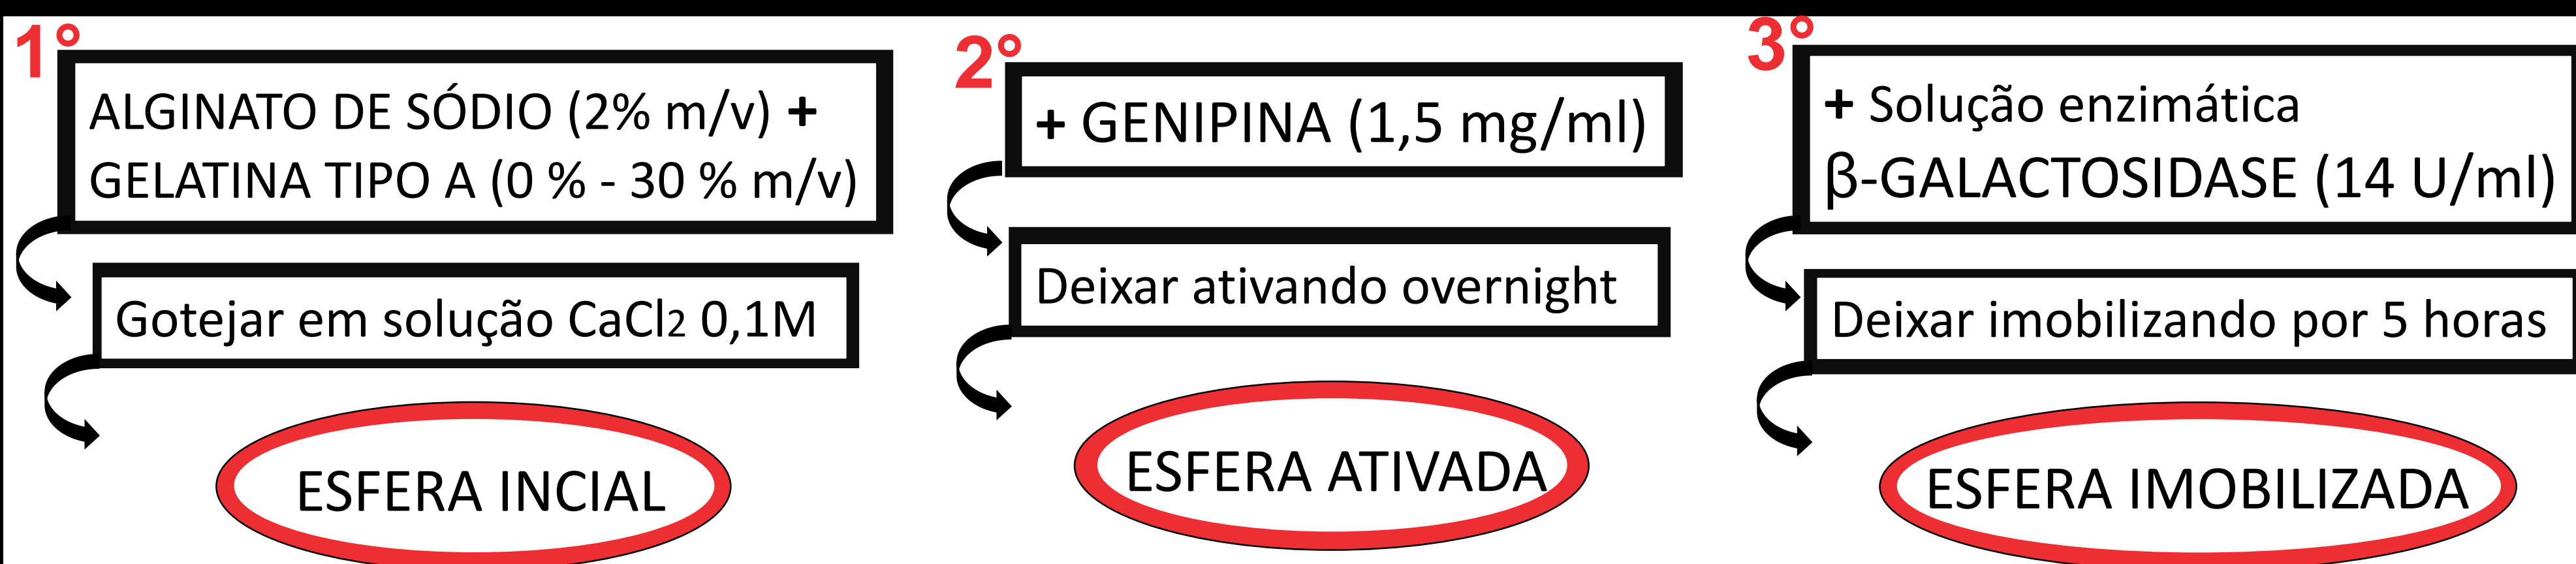 1°
ALGINATO DE SÓDIO (2% m/v) +
GELATINA TIPO A (0 % - 30 % m/v)
Gotejar em solução CaCl2 0,1M
ESFERA INCIAL
2°
+ GENIPINA (1,5 mg/ml)
Deixar ativando overnight
ESFERA ATIVADA
3°
+ Solução enzimática
β-GALACTOSIDASE (14 U/ml)
Deixar imobilizando por 5 horas
ESFERA IMOBILIZADA